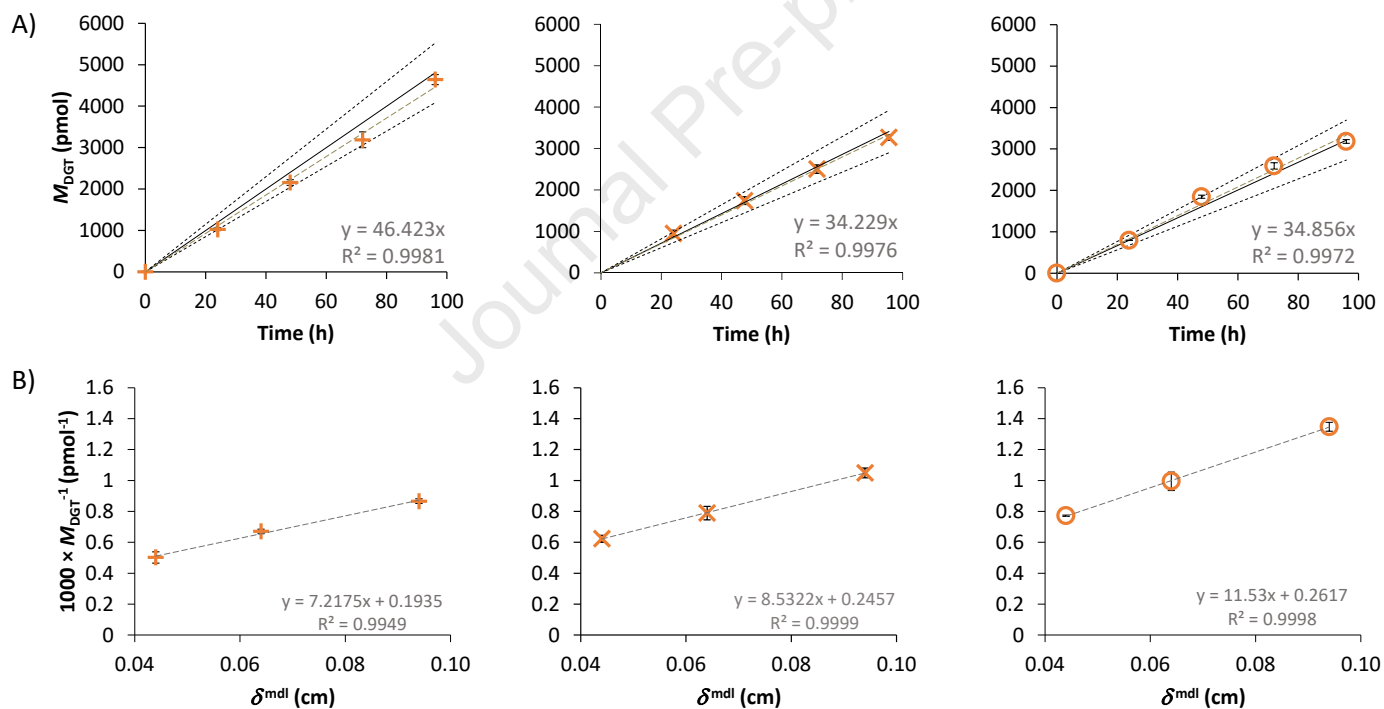 A)
6000
5000
4000
3000
2000
1000
0
M_DGT (pmol)
y = 46.423x
R² = 0.9981
0 20 40 60 80 100
Time (h)
6000
5000
4000
3000
2000
1000
0
y = 34.229x
R² = 0.9976
0 20 40 60 80 100
Time (h)
6000
5000
4000
3000
2000
1000
0
y = 34.856x
R² = 0.9972
0 20 40 60 80 100
Time (h)
Journal Pre-p
B)
1.6
1.4
1.2
1
0.8
0.6
0.4
0.2
0
1000 × M_DGT⁻¹ (pmol⁻¹)
y = 7.2175x + 0.1935
R² = 0.9949
0.04 0.06 0.08 0.10
δ^mdl (cm)
1.6
1.4
1.2
1
0.8
0.6
0.4
0.2
0
y = 8.5322x + 0.2457
R² = 0.9999
0.04 0.06 0.08 0.10
δ^mdl (cm)
1.6
1.4
1.2
1
0.8
0.6
0.4
0.2
0
y = 11.53x + 0.2617
R² = 0.9998
0.04 0.06 0.08 0.10
δ^mdl (cm)